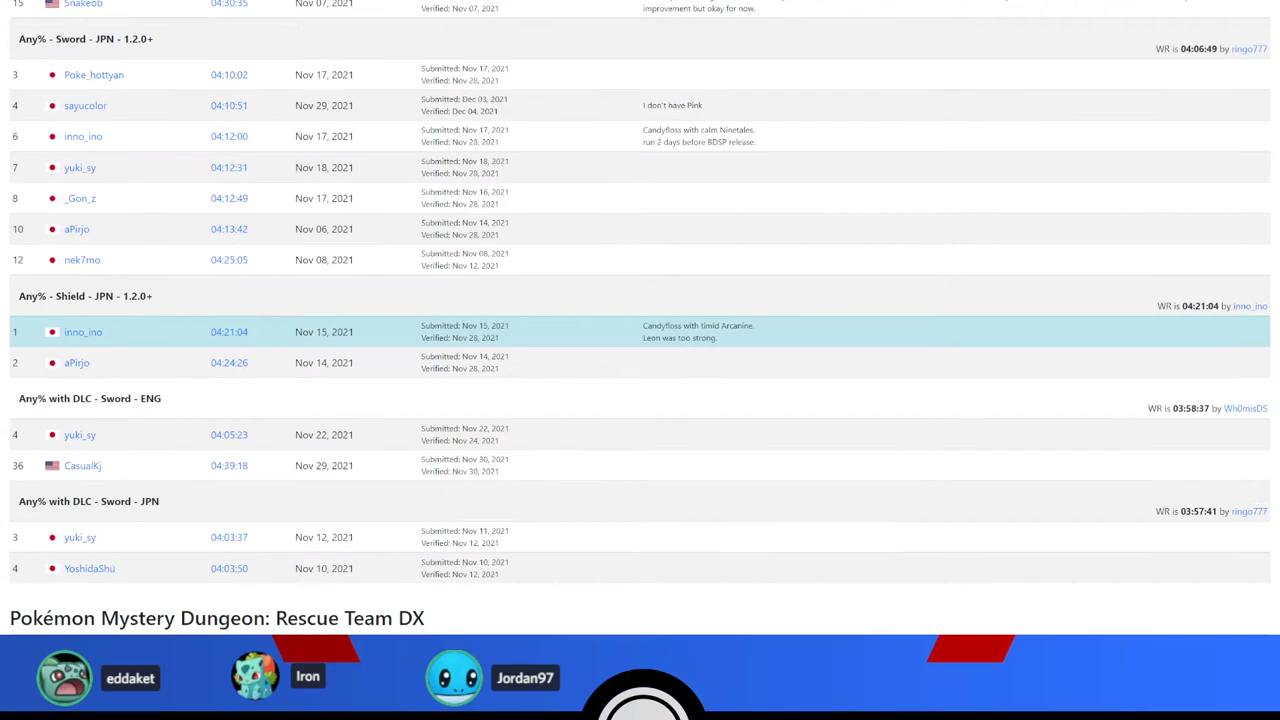 15 Snakeob 04:30:35 Nov 07, 2021 Verified: Nov 07, 2021 improvement but okay for now.
Any% - Sword - JPN - 1.2.0+
WR is 04:06:49 by ringo777
3 Poke_hottyan 04:10:02 Nov 17, 2021 Submitted: Nov 17, 2021
Verified: Nov 28, 2021
4 sayucolor 04:10:51 Nov 29, 2021 Submitted: Dec 03, 2021 I don't have Pink
Verified: Dec 04, 2021
6 inno_ino 04:12:00 Nov 17, 2021 Submitted: Nov 17, 2021 Candyfloss with calm Ninetales.
Verified: Nov 28, 2021 run 2 days before BDSP release.
7 yuki_sy 04:12:31 Nov 18, 2021 Submitted: Nov 18, 2021
Verified: Nov 28, 2021
8 _Gon_z 04:12:49 Nov 17, 2021 Submitted: Nov 16, 2021
Verified: Nov 28, 2021
10 aPirjo 04:13:42 Nov 06, 2021 Submitted: Nov 14, 2021
Verified: Nov 28, 2021
12 nek7mo 04:25:05 Nov 08, 2021 Submitted: Nov 08, 2021
Verified: Nov 12, 2021
Any% - Shield - JPN - 1.2.0+
WR is 04:21:04 by inno_ino
1 inno_ino 04:21:04 Nov 15, 2021 Submitted: Nov 15, 2021 Candyfloss with timid Arcanine.
Verified: Nov 28, 2021 Leon was too strong.
2 aPirjo 04:24:26 Nov 14, 2021 Submitted: Nov 14, 2021
Verified: Nov 28, 2021
Any% with DLC - Sword - ENG
WR is 03:58:37 by Wh0misDS
4 yuki_sy 04:05:23 Nov 22, 2021 Submitted: Nov 22, 2021
Verified: Nov 24, 2021
36 CasualKj 04:39:18 Nov 29, 2021 Submitted: Nov 30, 2021
Verified: Nov 30, 2021
Any% with DLC - Sword - JPN
WR is 03:57:41 by ringo777
3 yuki_sy 04:03:37 Nov 12, 2021 Submitted: Nov 11, 2021
Verified: Nov 12, 2021
4 YoshidaShu 04:03:50 Nov 10, 2021 Submitted: Nov 10, 2021
Verified: Nov 12, 2021
Pokémon Mystery Dungeon: Rescue Team DX
eddaket Iron Jordan97